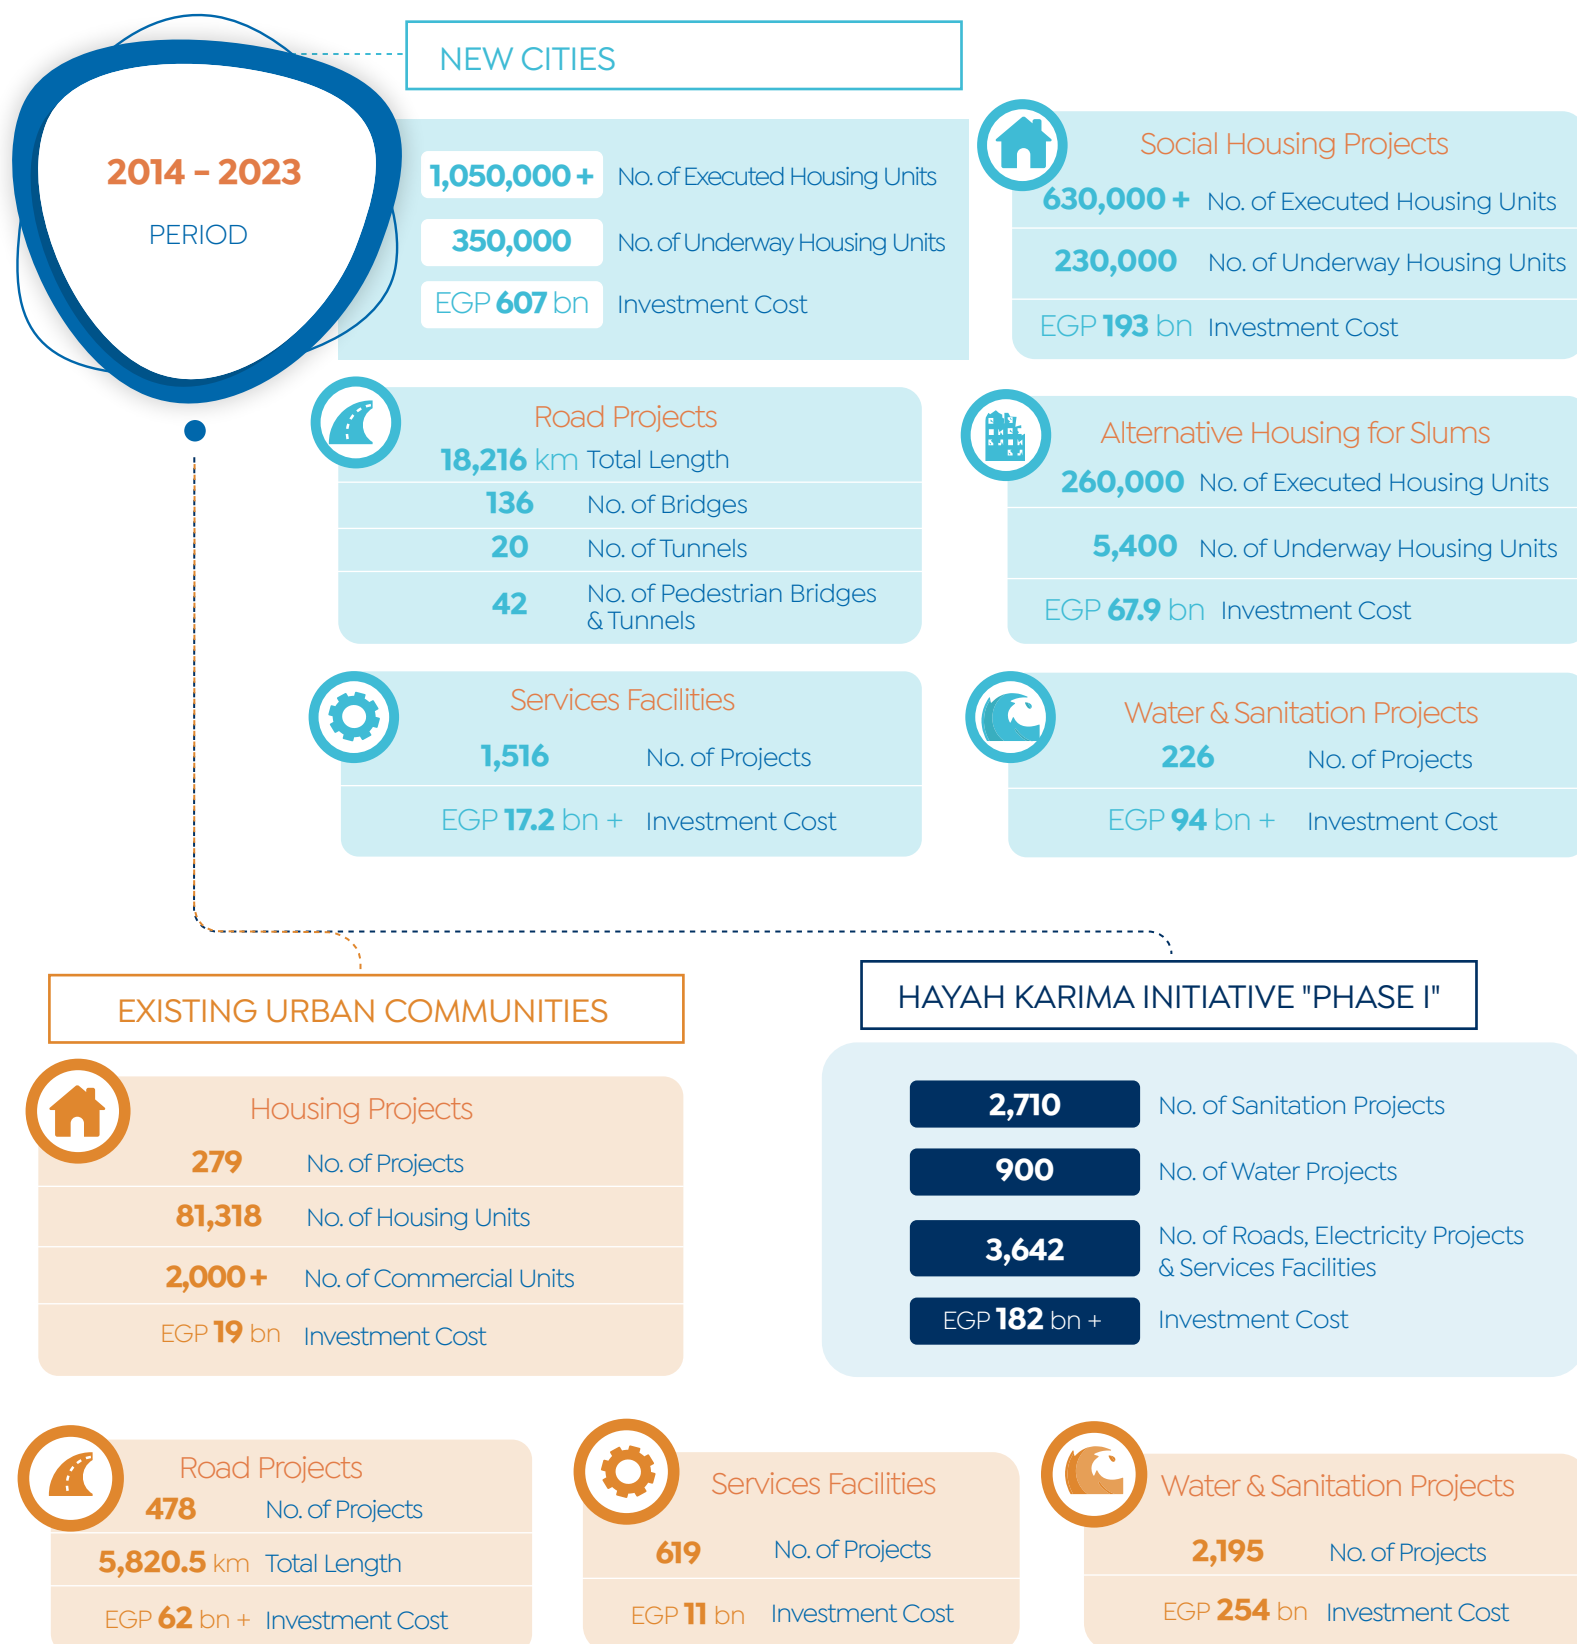 2014 - 2023
PERIOD
NEW CITIES
1,050,000 + No. of Executed Housing Units
350,000 No. of Underway Housing Units
EGP 607 bn Investment Cost
Social Housing Projects
630,000 + No. of Executed Housing Units
230,000 No. of Underway Housing Units
EGP 193 bn Investment Cost
Road Projects
18,216 km Total Length
136 No. of Bridges
20 No. of Tunnels
42 No. of Pedestrian Bridges
& Tunnels
Alternative Housing for Slums
260,000 No. of Executed Housing Units
5,400 No. of Underway Housing Units
EGP 67.9 bn Investment Cost
Services Facilities
1,516 No. of Projects
EGP 17.2 bn + Investment Cost
Water & Sanitation Projects
226 No. of Projects
EGP 94 bn + Investment Cost
EXISTING URBAN COMMUNITIES
Housing Projects
279 No. of Projects
81,318 No. of Housing Units
2,000 + No. of Commercial Units
EGP 19 bn Investment Cost
HAYAH KARIMA INITIATIVE "PHASE I"
2,710 No. of Sanitation Projects
900 No. of Water Projects
3,642 No. of Roads, Electricity Projects
& Services Facilities
EGP 182 bn + Investment Cost
Road Projects
478 No. of Projects
5,820.5 km Total Length
EGP 62 bn + Investment Cost
Services Facilities
619 No. of Projects
EGP 11 bn Investment Cost
Water & Sanitation Projects
2,195 No. of Projects
EGP 254 bn Investment Cost